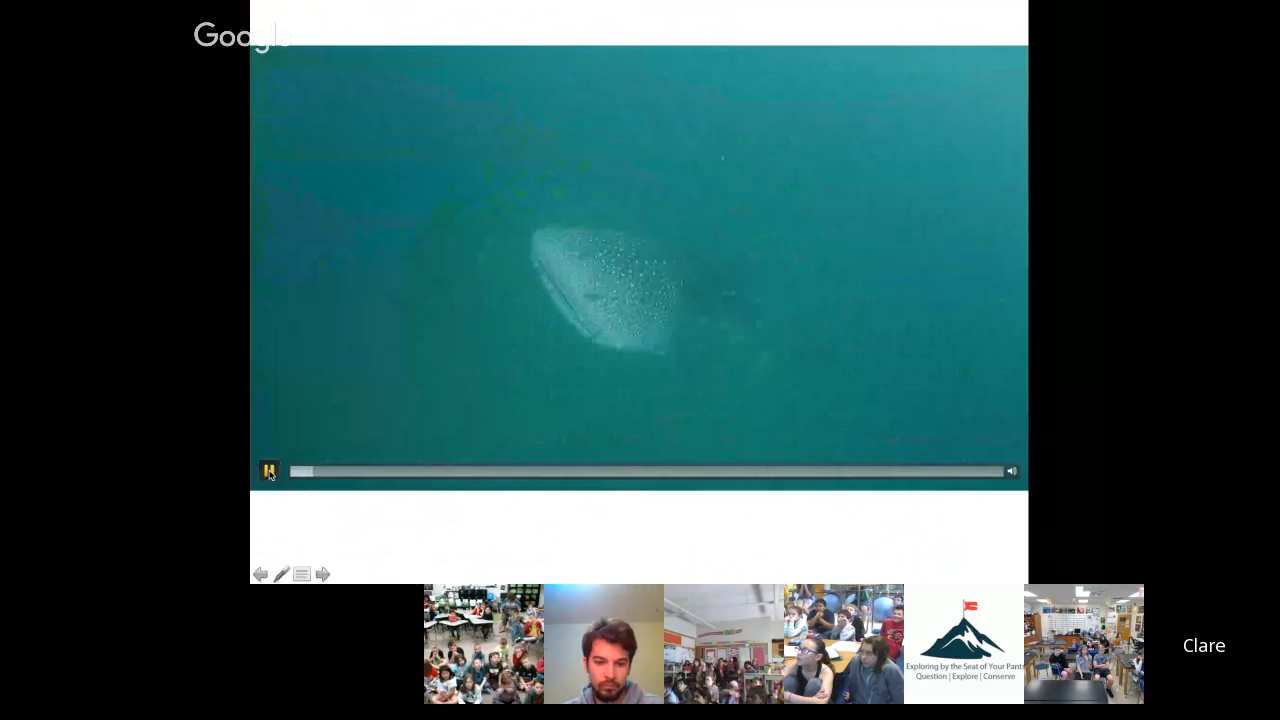 Google
Exploring by the Seat of Your Pants
Question | Explore | Conserve
Clare